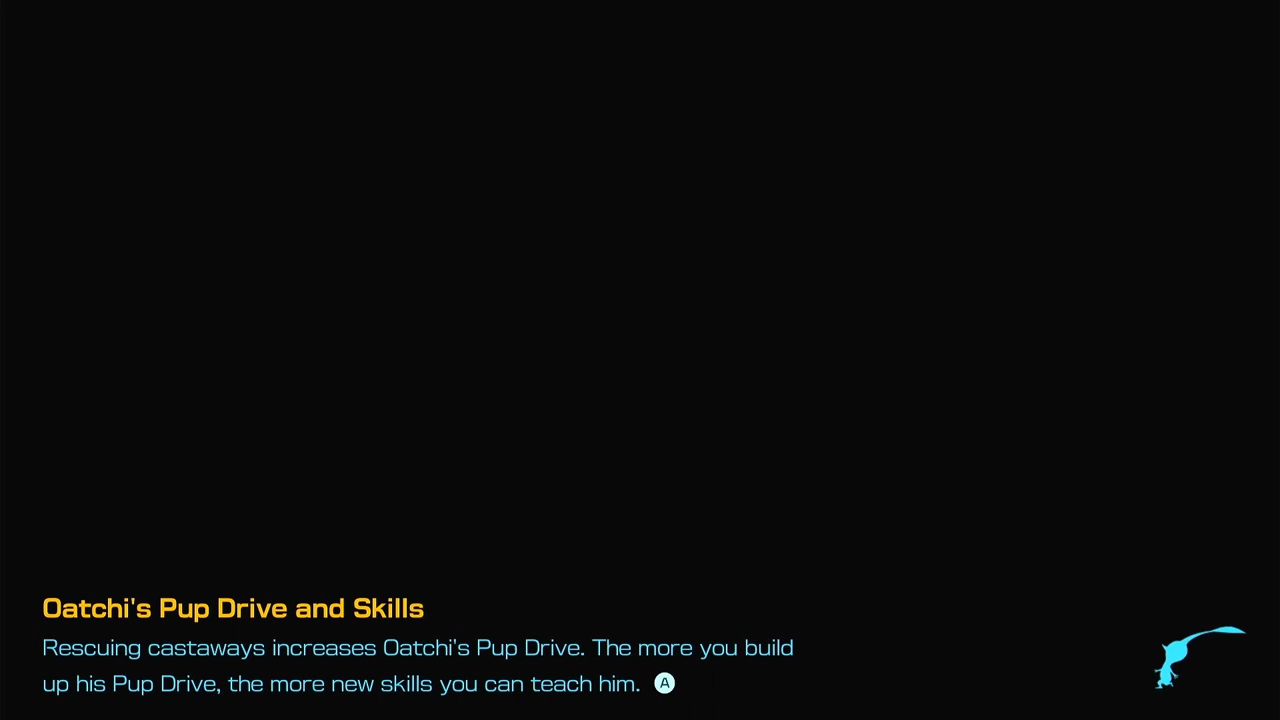 Oatchi's Pup Drive and Skills
Rescuing castaways increases Oatchi's Pup Drive. The more you build
up his Pup Drive, the more new skills you can teach him. A